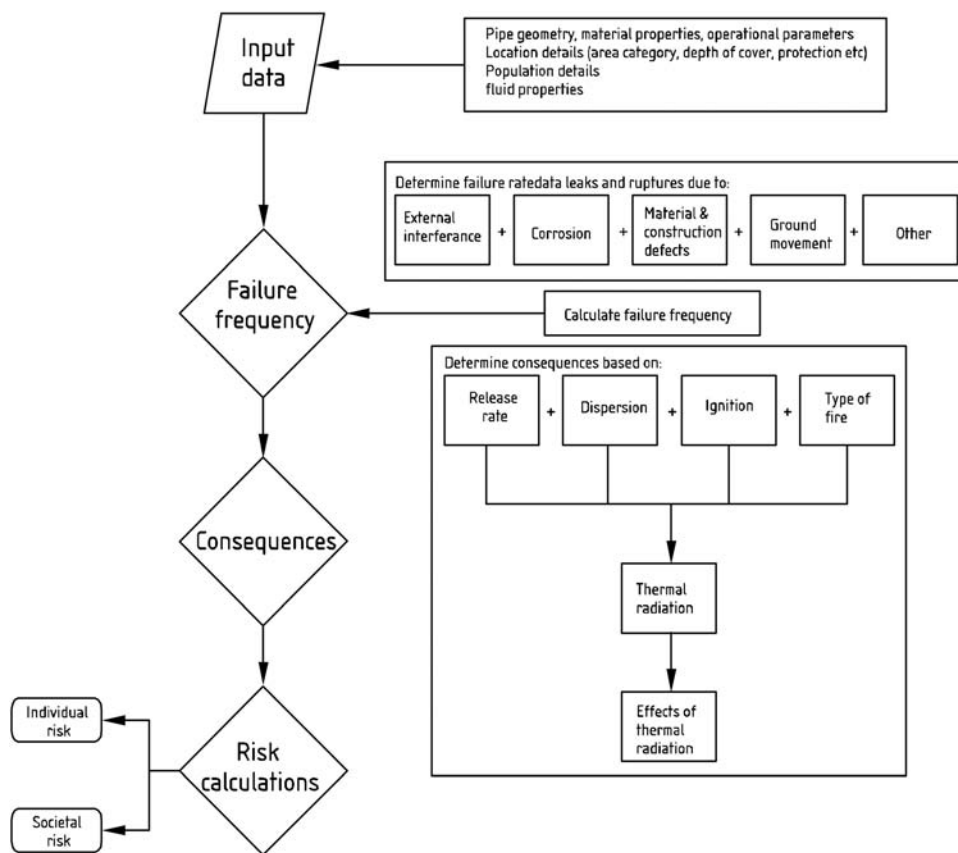 Input
data
Pipe geometry, material properties, operational parameters
Location details (area category, depth of cover, protection etc)
Population details
fluid properties
Determine failure ratedata leaks and ruptures due to:
External
interferance
+
Corrosion
+
Material &
construction
defects
+
Ground
movement
+
Other
Failure
frequency
Calculate failure frequency
Determine consequences based on:
Release
rate
+
Dispersion
+
Ignition
+
Type of
fire
Consequences
Thermal
radiation
Effects of
thermal
radiation
Risk
calculations
Individual
risk
Societal
risk